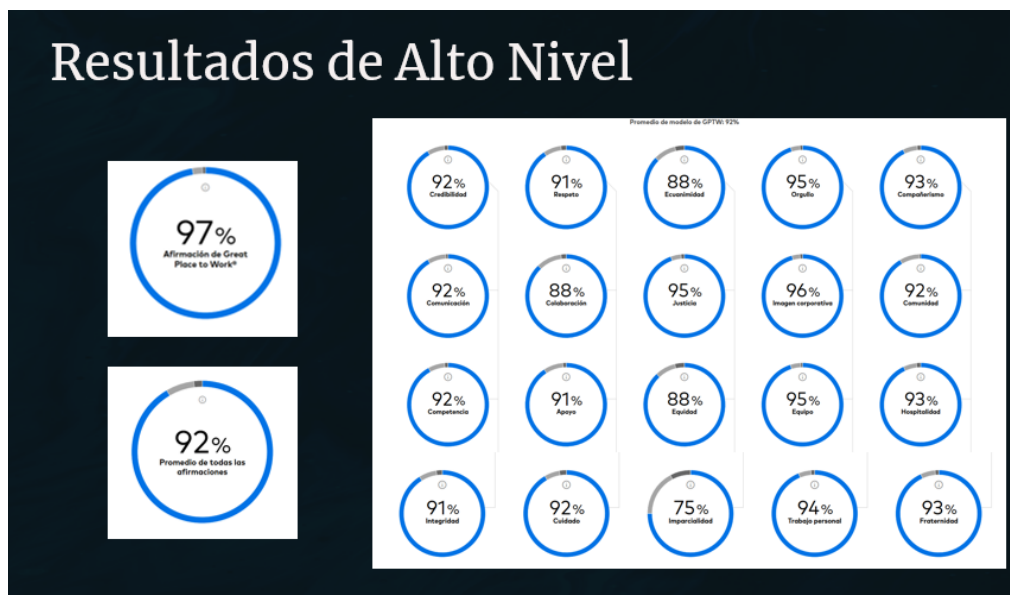 Resultados de Alto Nivel
97%
Afirmación de Great
Place to Work®
92%
Promedio de todas las
afirmaciones
Promedio de modelo de GPTW: 92%
92%
Credibilidad
91%
Respeto
88%
Ecuanimidad
95%
Orgullo
93%
Compañerismo
92%
Comunicación
88%
Colaboración
95%
Justicia
96%
Imagen corporativa
92%
Comunidad
92%
Competencia
91%
Apoyo
88%
Equidad
95%
Equipo
93%
Hospitalidad
91%
Integridad
92%
Cuidado
75%
Imparcialidad
94%
Trabajo personal
93%
Fraternidad